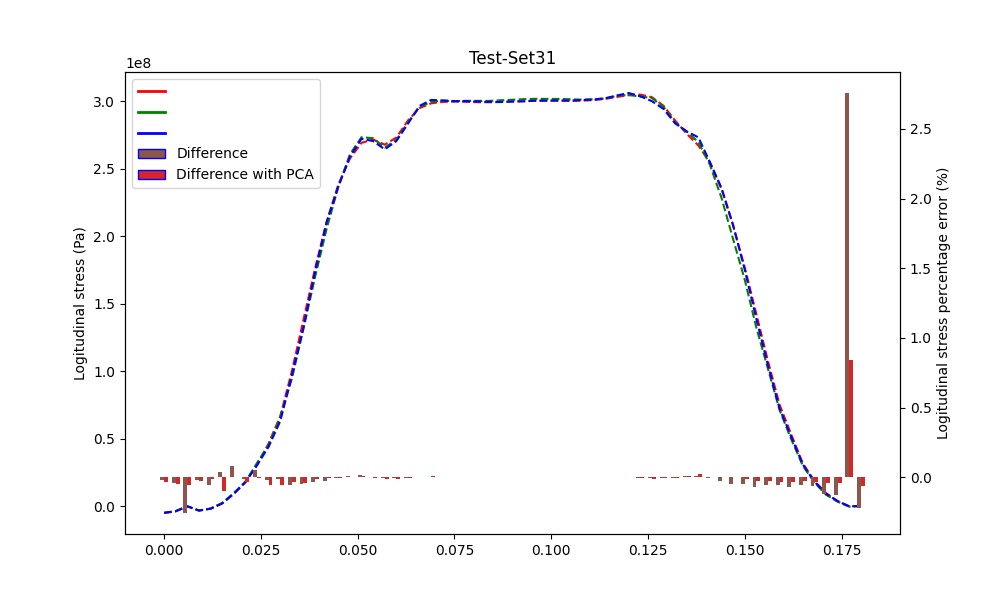 Test-Set31
1e8
3.0
2.5
2.0
1.5
1.0
0.5
0.0
Logitudinal stress (Pa)
Difference
Difference with PCA
2.5
2.0
1.5
1.0
0.5
0.0
Logitudinal stress percentage error (%)
0.000 0.025 0.050 0.075 0.100 0.125 0.150 0.175